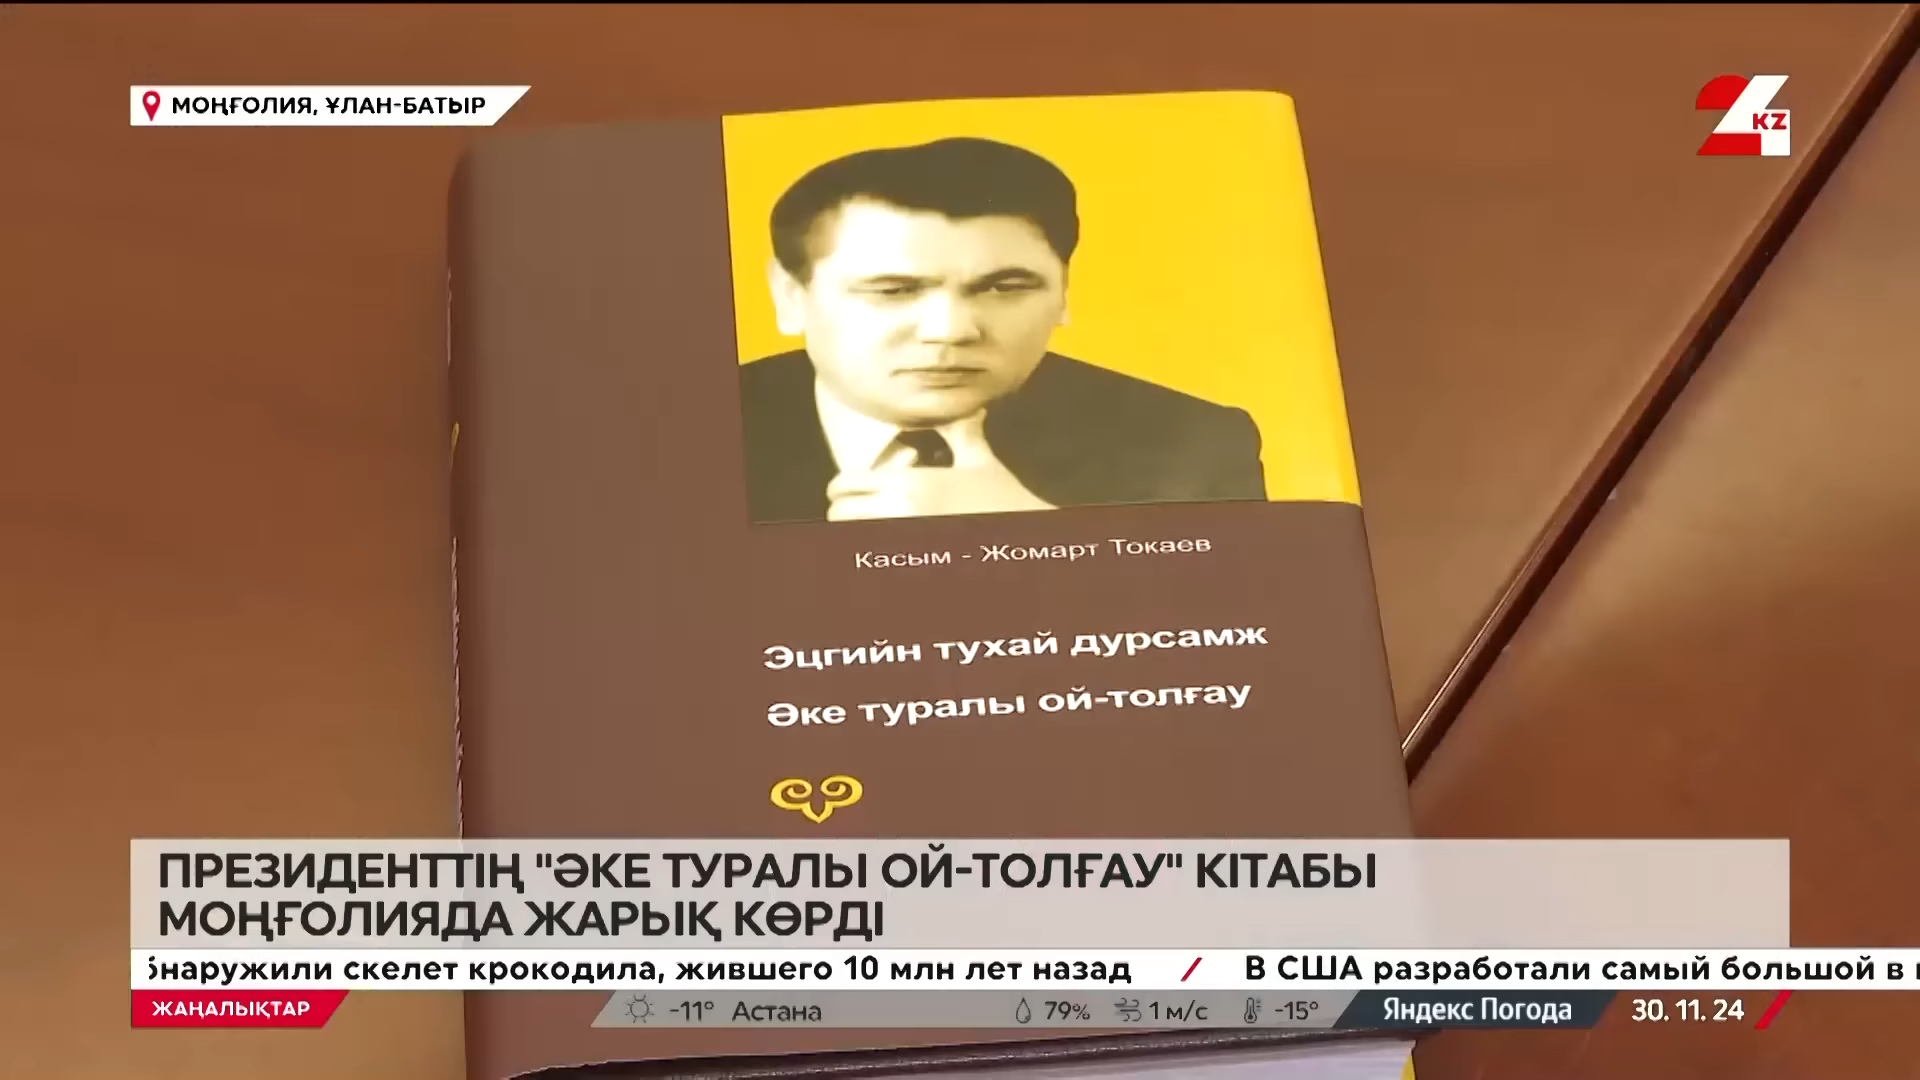 МОҢҒОЛИЯ, ҰЛАН-БАТЫР
24 KZ
Касым - Жомарт Токаев
Эцгийн тухай дурсамж
Әке туралы ой-толғау
ПРЕЗИДЕНТТІҢ "ӘКЕ ТУРАЛЫ ОЙ-ТОЛҒАУ" КІТАБЫ
МОҢҒОЛИЯДА ЖАРЫҚ КӨРДІ
скелет крокодила, жившего 10 млн лет назад / В США разработали самый большой в
ЖАҢАЛЫҚТАР
-11° Астана 79% 1 м/с -15° Яндекс Погода 30. 11. 24